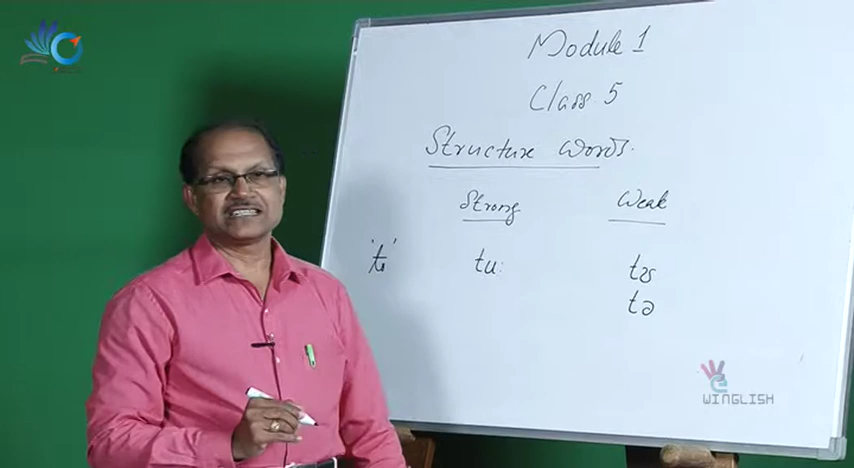 Module 1
Class 5
Structure Words.
Strong Weak
'to' tu: tʊ
tə
WINGLISH